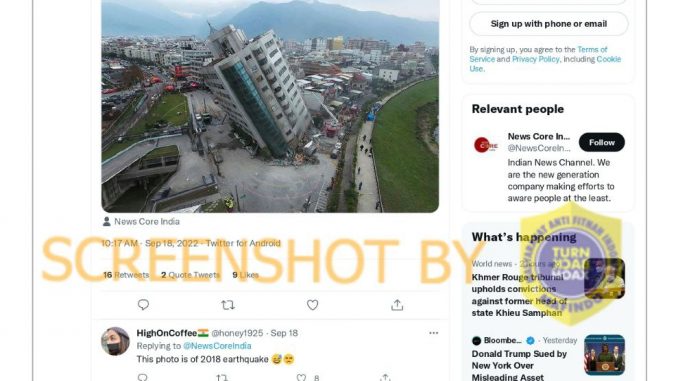 Sign up with phone or email
By signing up, you agree to the Terms of
Service and Privacy Policy, including Cookie
Use.
Relevant people
News Core In...
@NewsCoreIn...
Follow
Indian News Channel. We
are the new generation
company making efforts to
aware people at the least.
News Core India
10:17 AM · Sep 18, 2022 · Twitter for Android
16 Retweets 2 Quote Tweets 9 Likes
SCREENSHOT BY
What's happening
World news · 2 hours ago
Khmer Rouge tribunal
upholds convictions
against former head of
state Khieu Samphan
TURN
BACK
HOAX
HighOnCoffee @honey1925 · Sep 18
Replying to @NewsCoreIndia
This photo is of 2018 earthquake
8
Bloombe... · Yesterday
Donald Trump Sued by
New York Over
Misleading Asset